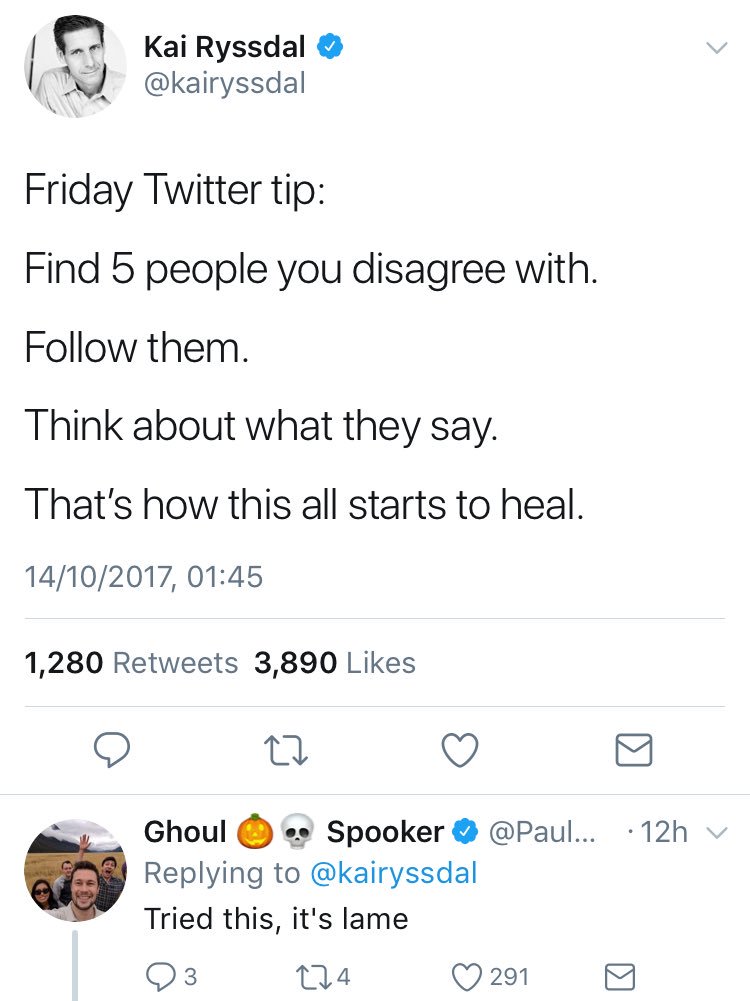 Kai Ryssdal
@kairyssdal
Friday Twitter tip:
Find 5 people you disagree with.
Follow them.
Think about what they say.
That's how this all starts to heal.
14/10/2017, 01:45
1,280 Retweets 3,890 Likes
Ghoul 🎃💀 Spooker @Paul... · 12h
Replying to @kairyssdal
Tried this, it's lame
3 4 291